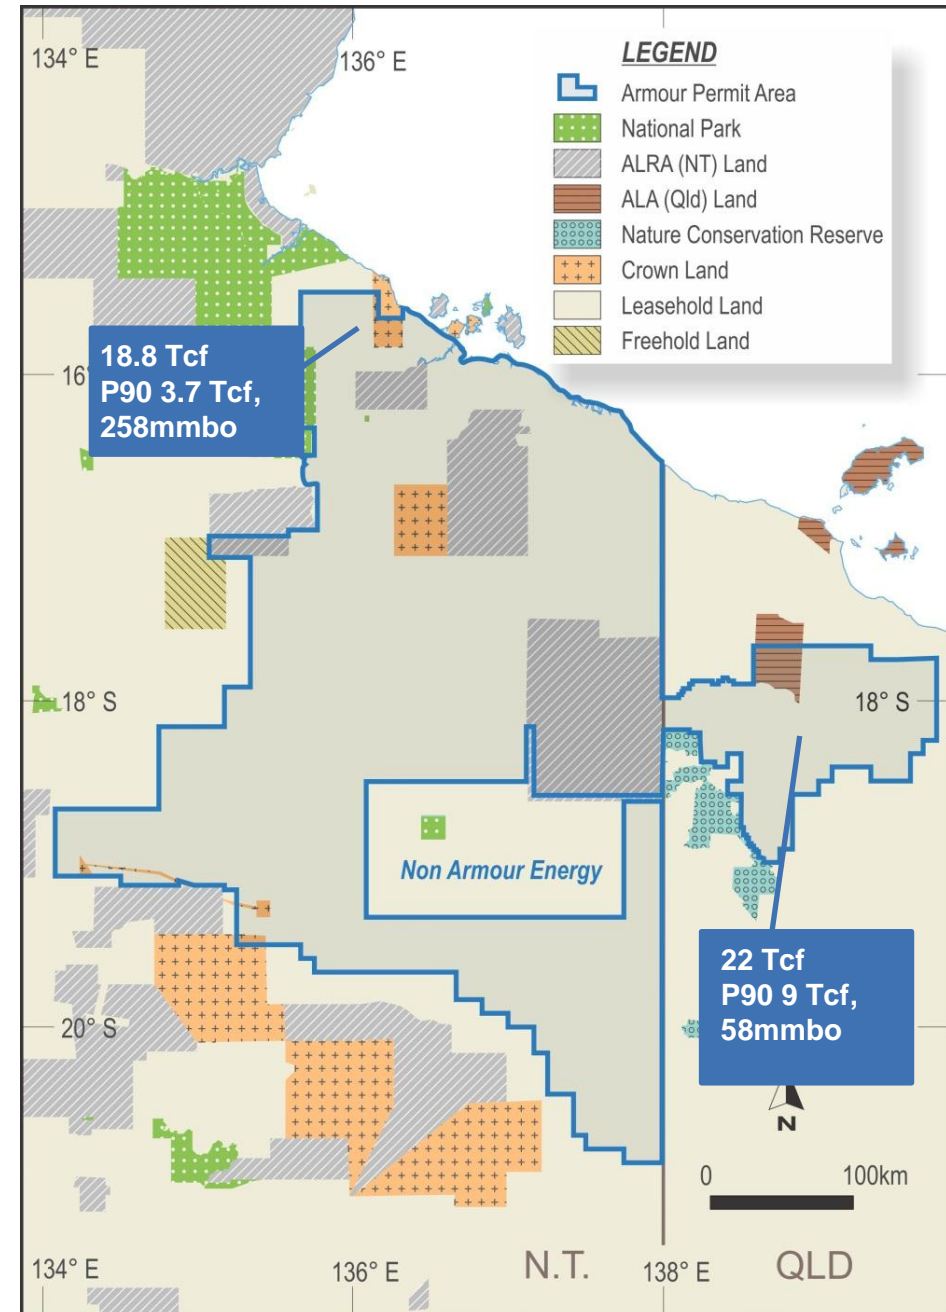 134° E
136° E
LEGEND
Armour Permit Area
National Park
ALRA (NT) Land
ALA (Qld) Land
Nature Conservation Reserve
Crown Land
Leasehold Land
Freehold Land
18.8 Tcf
P90 3.7 Tcf,
258mmbo
16°
18° S
18° S
Non Armour Energy
22 Tcf
P90 9 Tcf,
58mmbo
20° S
N
0 100km
134° E
136° E
N.T.
138° E
QLD